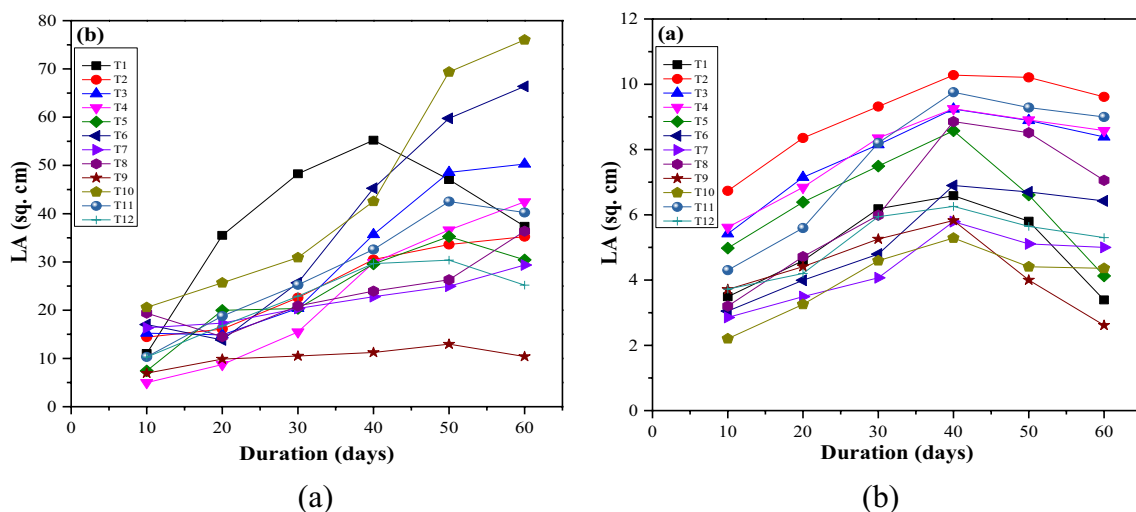 (b)
LA (sq. cm)
80
70
60
50
40
30
20
10
0
T1
T2
T3
T4
T5
T6
T7
T8
T9
T10
T11
T12
0 10 20 30 40 50 60
Duration (days)
(a)
(a)
LA (sq. cm)
12
10
8
6
4
2
0
T1
T2
T3
T4
T5
T6
T7
T8
T9
T10
T11
T12
0 10 20 30 40 50 60
Duration (days)
(b)